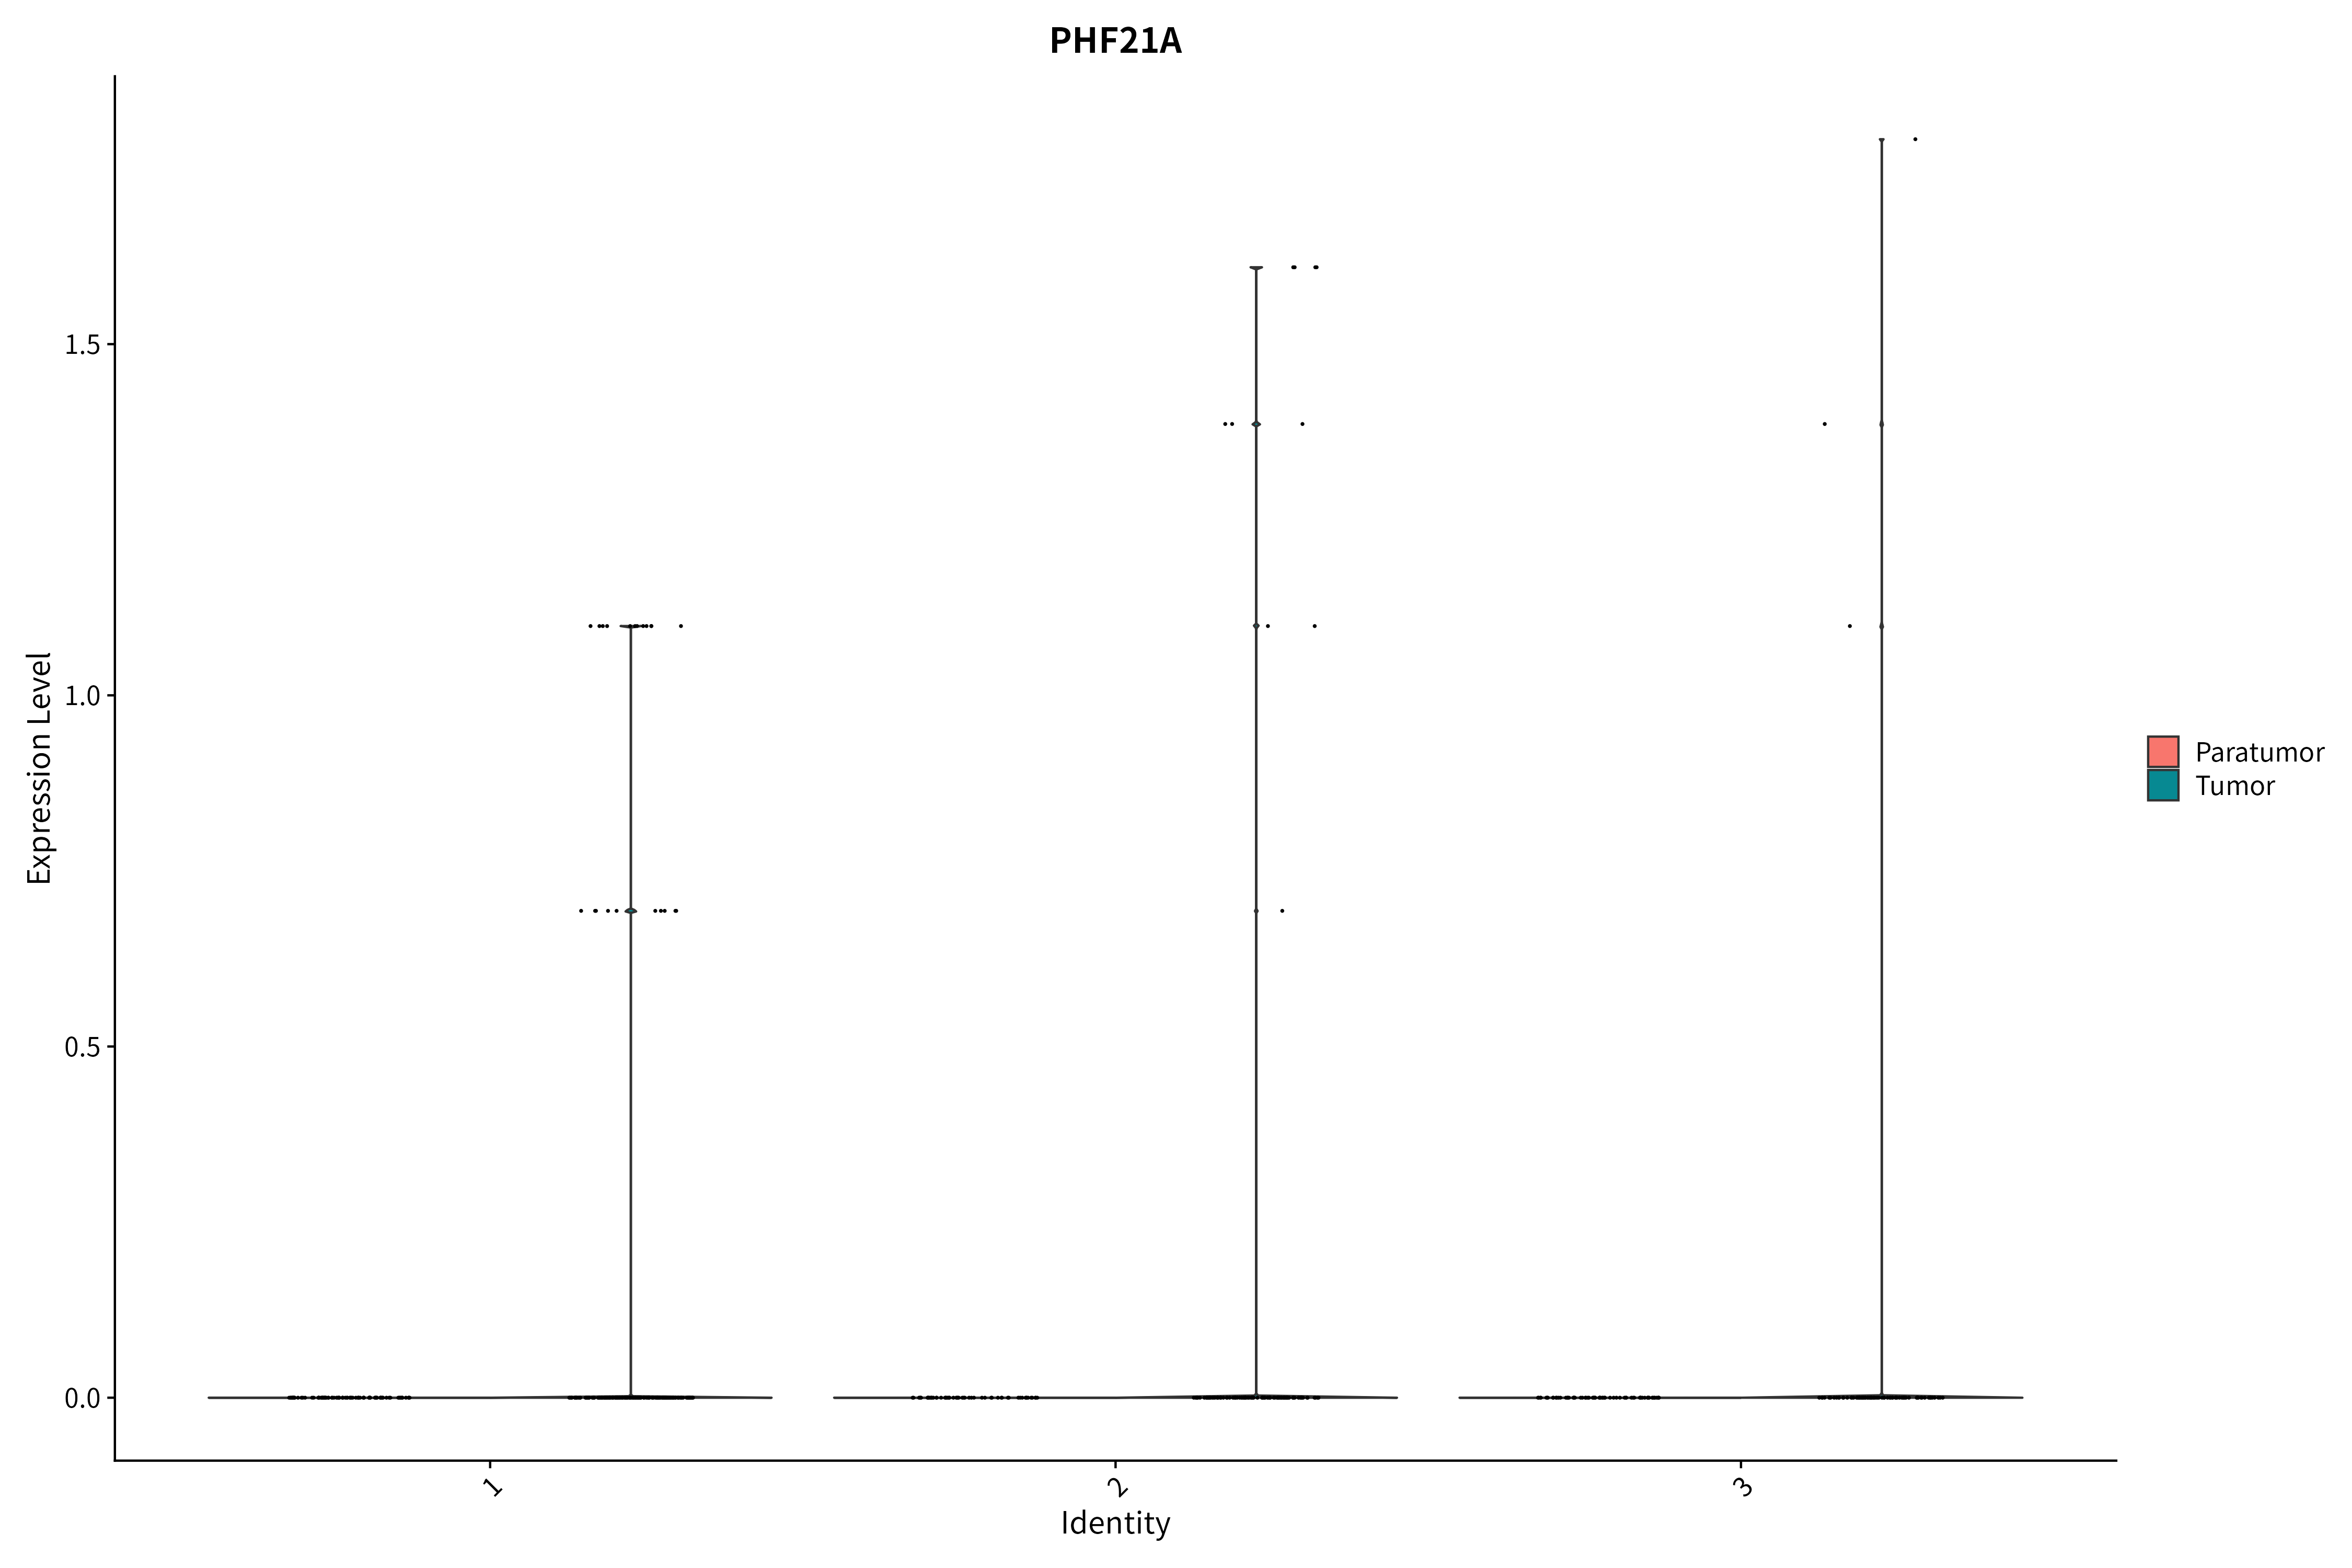 PHF21A
Expression Level
1.5
1.0
0.5
0.0
1
2
3
Identity
Paratumor
Tumor